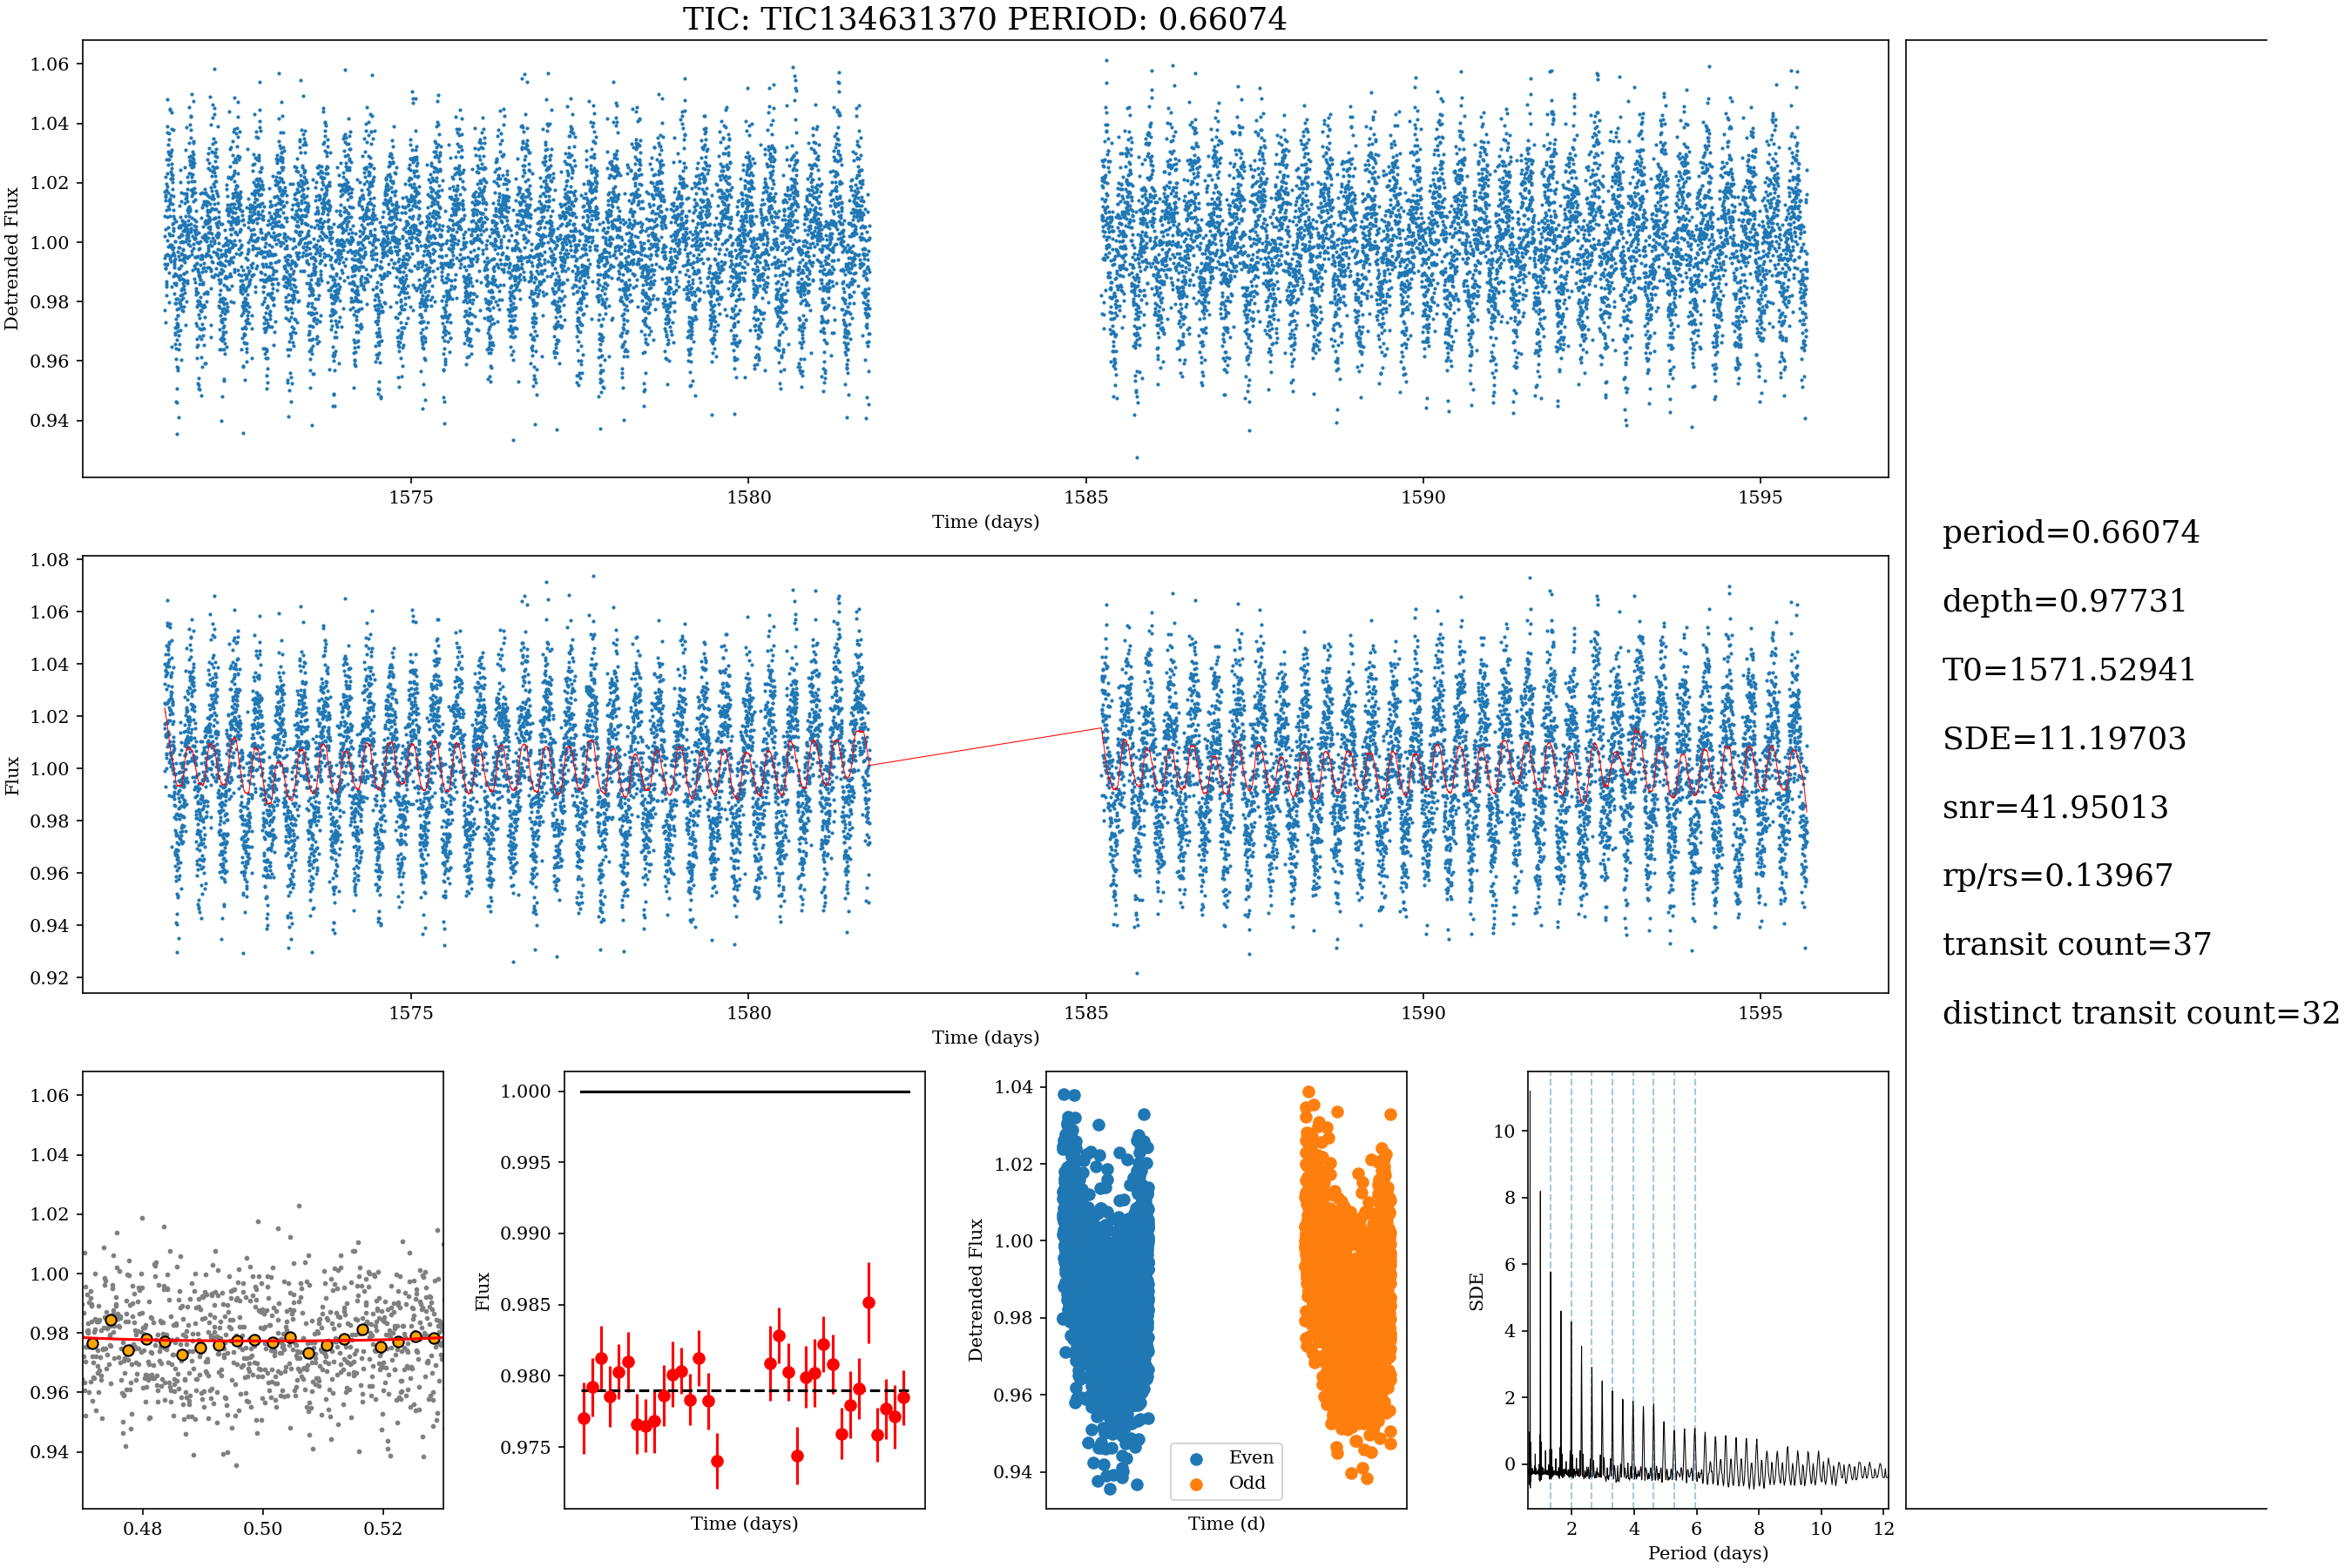 TIC: TIC134631370 PERIOD: 0.66074
1.06
1.04
1.02
1.00
0.98
0.96
0.94
Detrended Flux
1575
1580
1585
1590
1595
Time (days)
1.08
1.06
1.04
1.02
1.00
0.98
0.96
0.94
0.92
Flux
1575
1580
1585
1590
1595
Time (days)
period=0.66074
depth=0.97731
T0=1571.52941
SDE=11.19703
snr=41.95013
rp/rs=0.13967
transit count=37
distinct transit count=32
1.06
1.04
1.02
1.00
0.98
0.96
0.94
0.48
0.50
0.52
1.000
0.995
0.990
0.985
0.980
0.975
Flux
Time (days)
1.04
1.02
1.00
0.98
0.96
0.94
Detrended Flux
Even
Odd
Time (d)
10
8
6
4
2
0
SDE
2
4
6
8
10
12
Period (days)